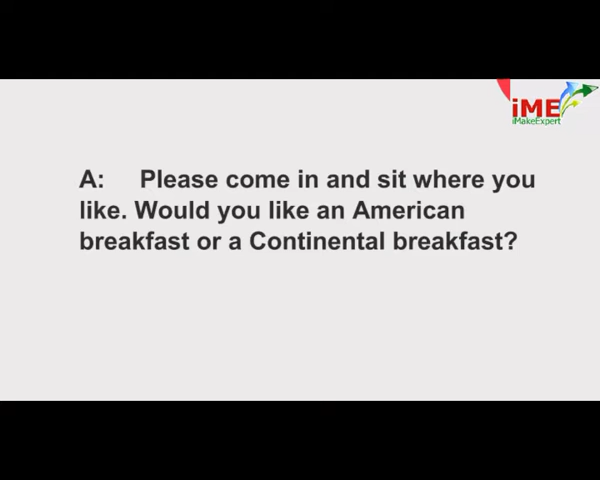 iME
iMakeExpert
A: Please come in and sit where you
like. Would you like an American
breakfast or a Continental breakfast?